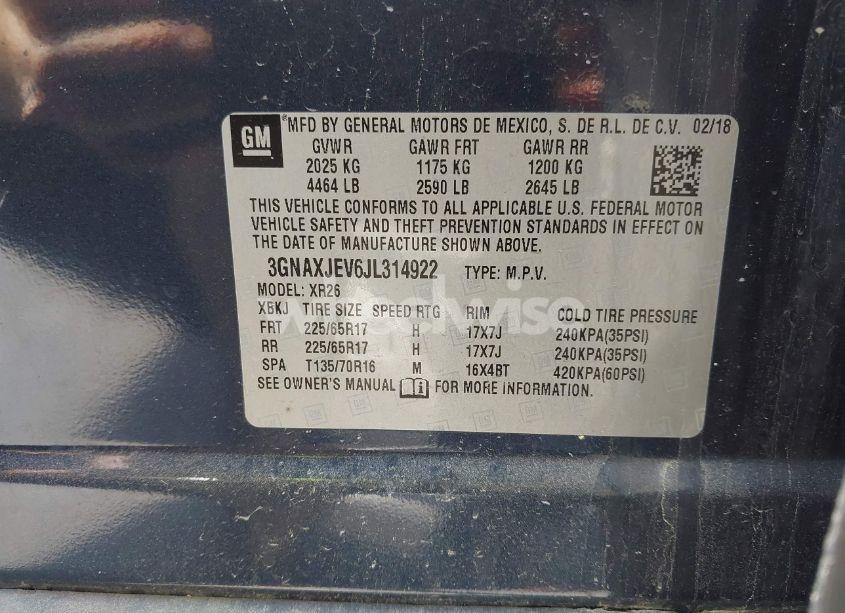 GM ®MFD BY GENERAL MOTORS DE MEXICO, S. DE R.L. DE C.V. 02/18
GVWR GAWR FRT GAWR RR
2025 KG 1175 KG 1200 KG
4464 LB 2590 LB 2645 LB
THIS VEHICLE CONFORMS TO ALL APPLICABLE U.S. FEDERAL MOTOR
VEHICLE SAFETY AND THEFT PREVENTION STANDARDS IN EFFECT ON
THE DATE OF MANUFACTURE SHOWN ABOVE.
3GNAXJEV6JL314922 TYPE: M.P.V.
MODEL: XR26
XBKJ TIRE SIZE SPEED RTG RIM COLD TIRE PRESSURE
FRT 225/65R17 H 17X7J 240KPA(35PSI)
RR 225/65R17 H 17X7J 240KPA(35PSI)
SPA T135/70R16 M 16X4BT 420KPA(60PSI)
SEE OWNER'S MANUAL FOR MORE INFORMATION.